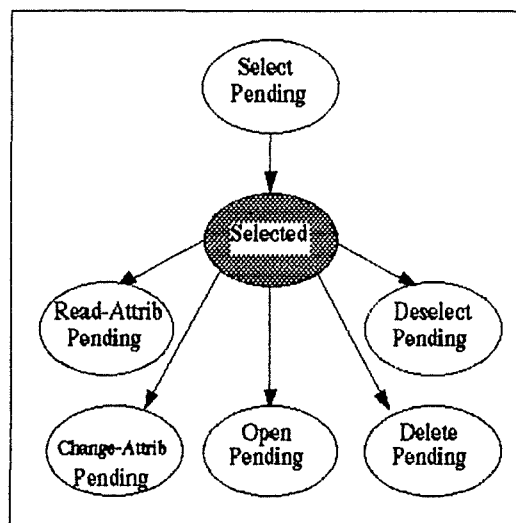 Select
Pending
Selected
Read-Attrib
Pending
Deselect
Pending
Change-Attrib
Pending
Open
Pending
Delete
Pending